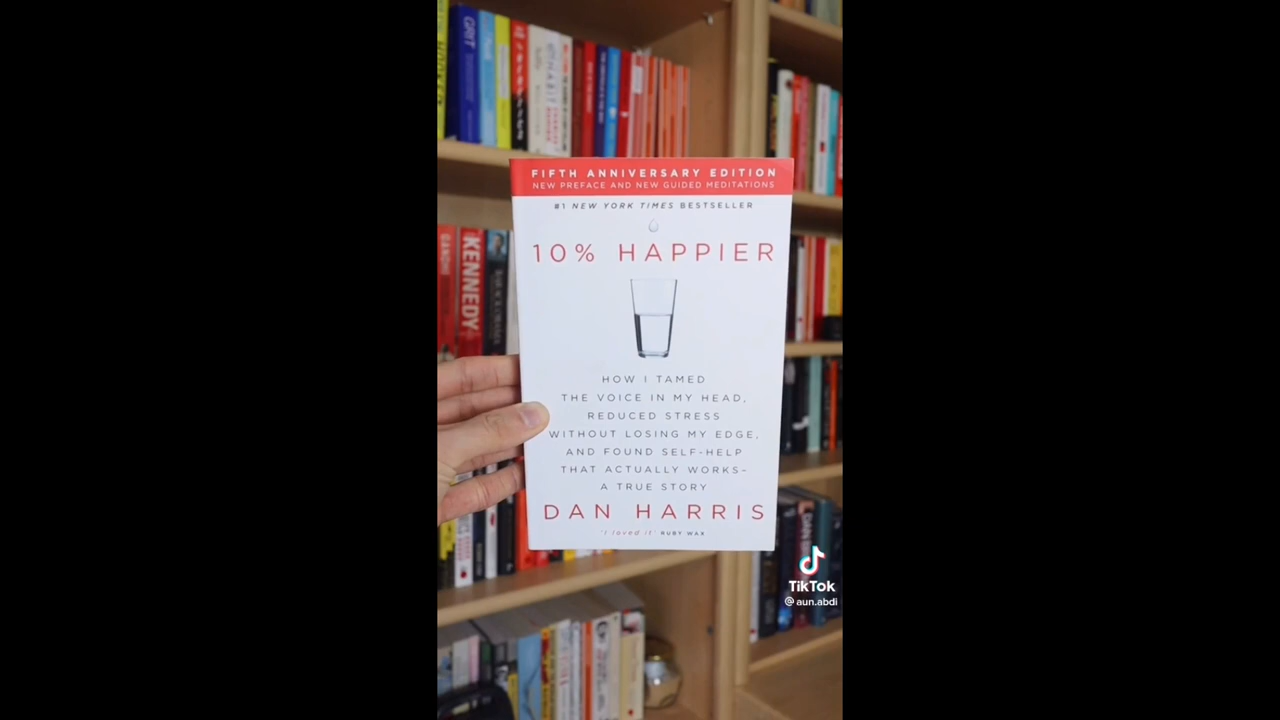 FIFTH ANNIVERSARY EDITION
NEW PREFACE AND NEW GUIDED MEDITATIONS
#1 NEW YORK TIMES BESTSELLER
10% HAPPIER
HOW I TAMED
THE VOICE IN MY HEAD,
REDUCED STRESS
WITHOUT LOSING MY EDGE,
AND FOUND SELF-HELP
THAT ACTUALLY WORKS–
A TRUE STORY
DAN HARRIS
'I loved it' RUBY WAX
GRIT
GANDHI
KENNEDY
TikTok
@aun.abdi